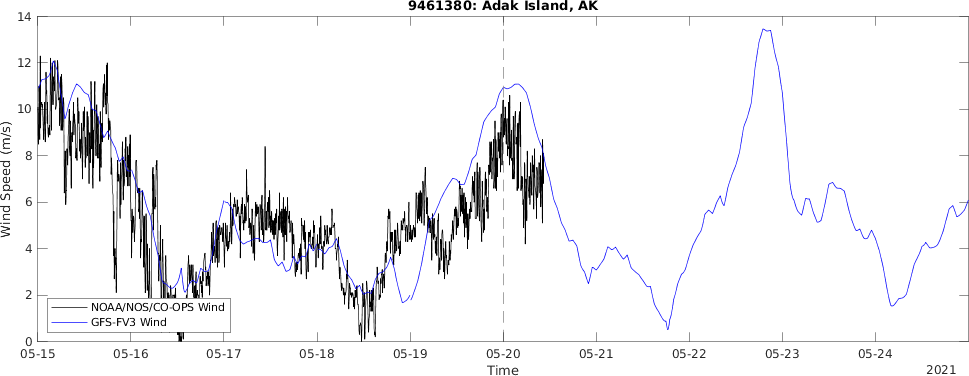 9461380: Adak Island, AK
14
12
10
8
6
4
2
0
Wind Speed (m/s)
NOAA/NOS/CO-OPS Wind
GFS-FV3 Wind
05-15 05-16 05-17 05-18 05-19 05-20 05-21 05-22 05-23 05-24
Time
2021